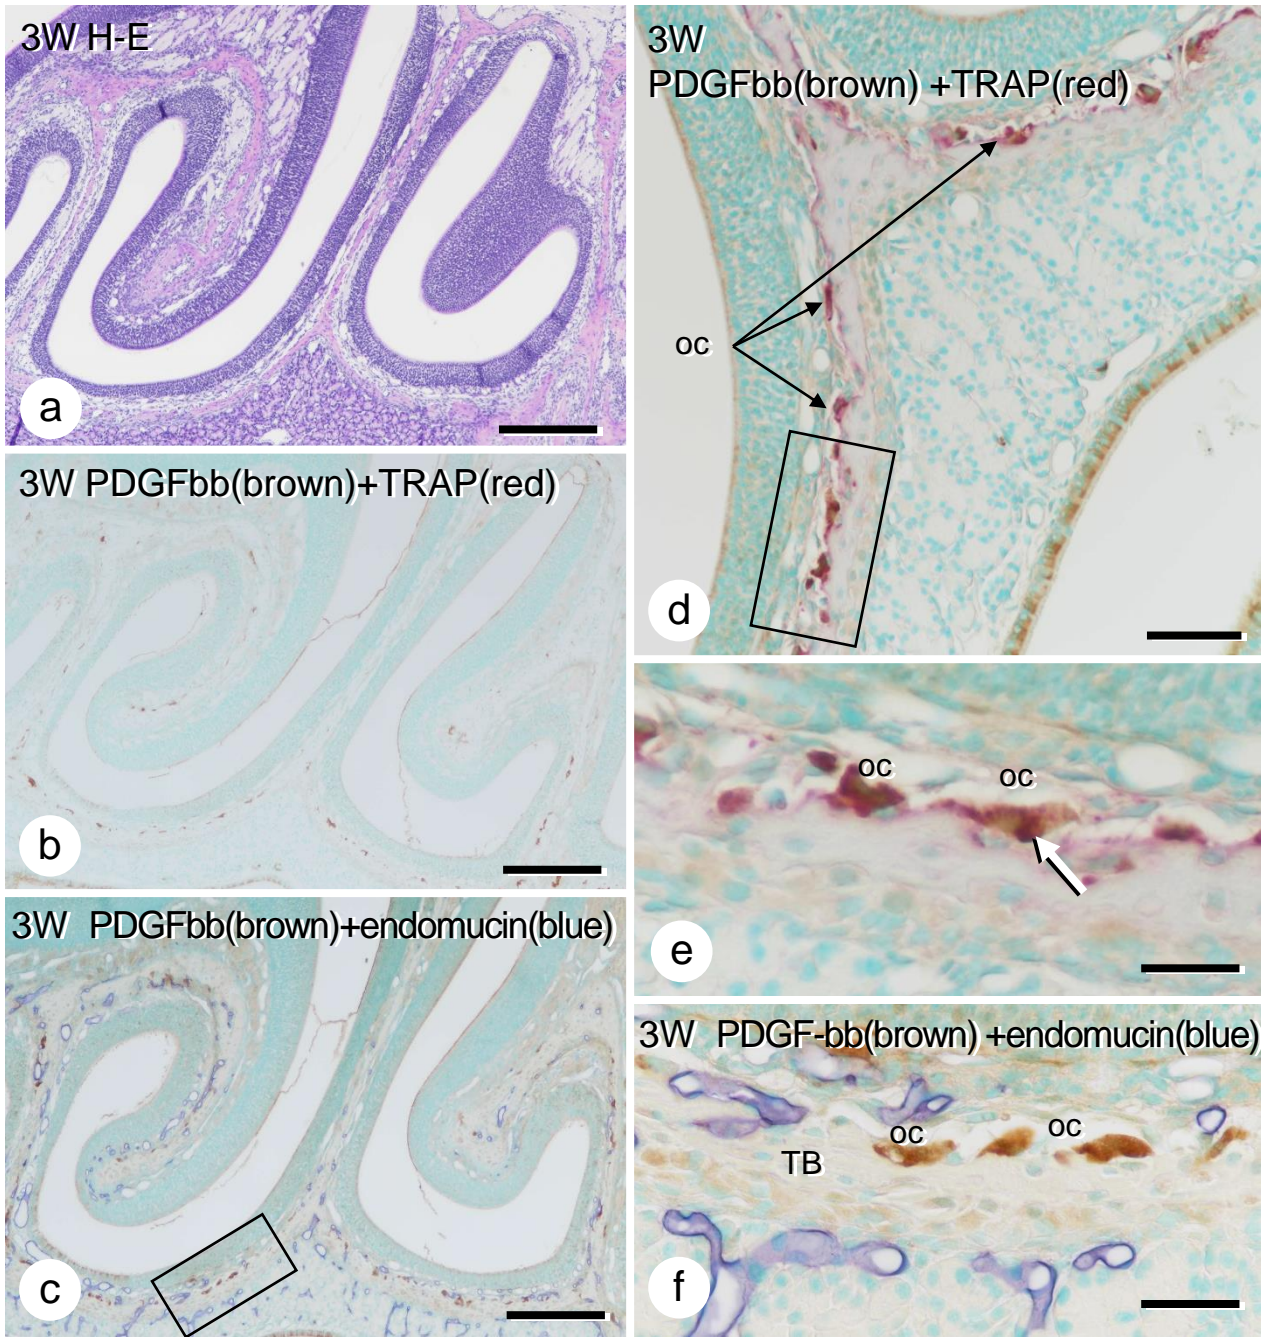 3W H-E
a
3W PDGFbb(brown)+TRAP(red)
b
3W PDGFbb(brown)+endomucin(blue)
c
3W
PDGFbb(brown) +TRAP(red)
oc
d
oc
oc
e
3W PDGF-bb(brown) +endomucin(blue)
oc
oc
TB
f